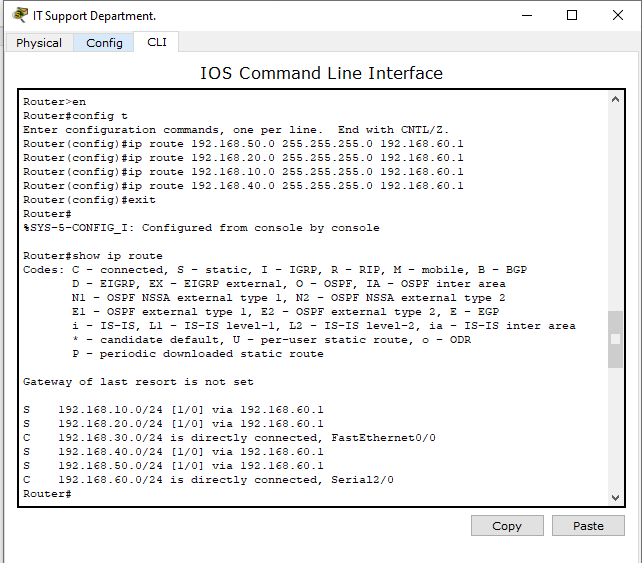 IT Support Department.
Physical Config CLI
IOS Command Line Interface
Router>en
Router#config t
Enter configuration commands, one per line.  End with CNTL/Z.
Router(config)#ip route 192.168.50.0 255.255.255.0 192.168.60.1
Router(config)#ip route 192.168.20.0 255.255.255.0 192.168.60.1
Router(config)#ip route 192.168.10.0 255.255.255.0 192.168.60.1
Router(config)#ip route 192.168.40.0 255.255.255.0 192.168.60.1
Router(config)#exit
Router#
%SYS-5-CONFIG_I: Configured from console by console
Router#show ip route
Codes: C - connected, S - static, I - IGRP, R - RIP, M - mobile, B - BGP
D - EIGRP, EX - EIGRP external, O - OSPF, IA - OSPF inter area
N1 - OSPF NSSA external type 1, N2 - OSPF NSSA external type 2
E1 - OSPF external type 1, E2 - OSPF external type 2, E - EGP
i - IS-IS, L1 - IS-IS level-1, L2 - IS-IS level-2, ia - IS-IS inter area
* - candidate default, U - per-user static route, o - ODR
P - periodic downloaded static route
Gateway of last resort is not set
S    192.168.10.0/24 [1/0] via 192.168.60.1
S    192.168.20.0/24 [1/0] via 192.168.60.1
C    192.168.30.0/24 is directly connected, FastEthernet0/0
S    192.168.40.0/24 [1/0] via 192.168.60.1
S    192.168.50.0/24 [1/0] via 192.168.60.1
C    192.168.60.0/24 is directly connected, Serial2/0
Router#
Copy Paste